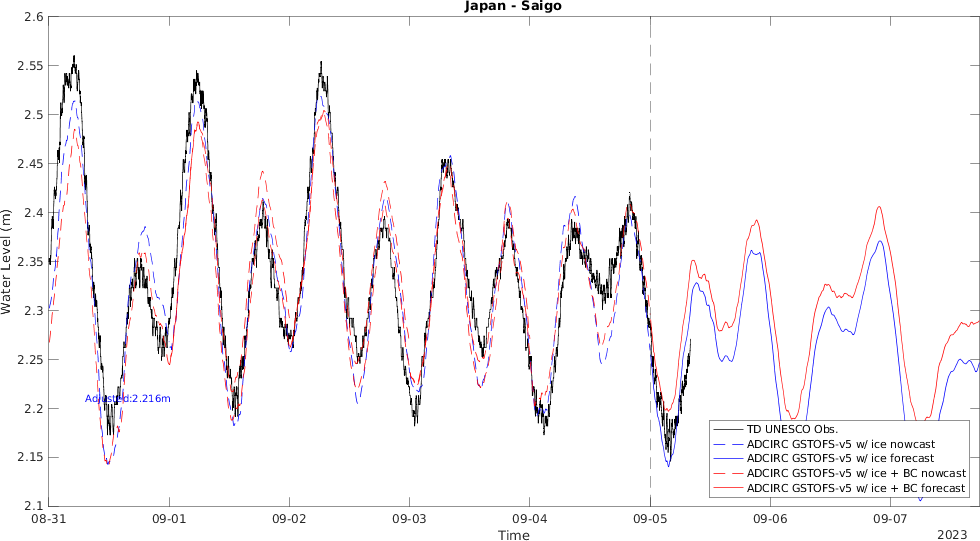 Japan - Saigo
Water Level (m)
2.6
2.55
2.5
2.45
2.4
2.35
2.3
2.25
2.2
2.15
2.1
Adjusted:2.216m
TD UNESCO Obs.
ADCIRC GSTOFS-v5 w/ ice nowcast
ADCIRC GSTOFS-v5 w/ ice forecast
ADCIRC GSTOFS-v5 w/ ice + BC nowcast
ADCIRC GSTOFS-v5 w/ ice + BC forecast
08-31 09-01 09-02 09-03 09-04 09-05 09-06 09-07
Time
2023